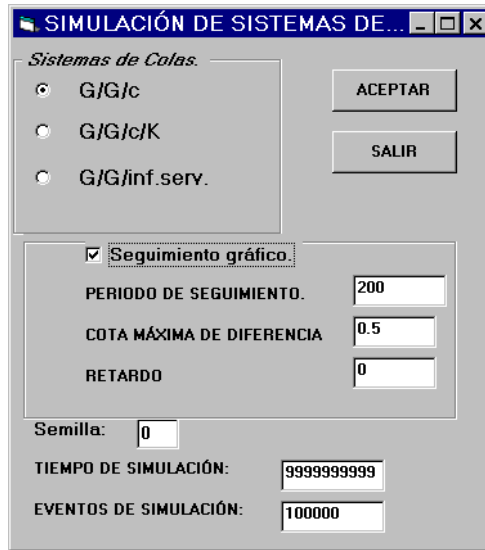 SIMULACIÓN DE SISTEMAS DE...
Sistemas de Colas.
G/G/c
G/G/c/K
G/G/inf.serv.
ACEPTAR
SALIR
Seguimiento gráfico.
PERIODO DE SEGUIMIENTO. 200
COTA MÁXIMA DE DIFERENCIA 0.5
RETARDO 0
Semilla: 0
TIEMPO DE SIMULACIÓN: 9999999999
EVENTOS DE SIMULACIÓN: 100000